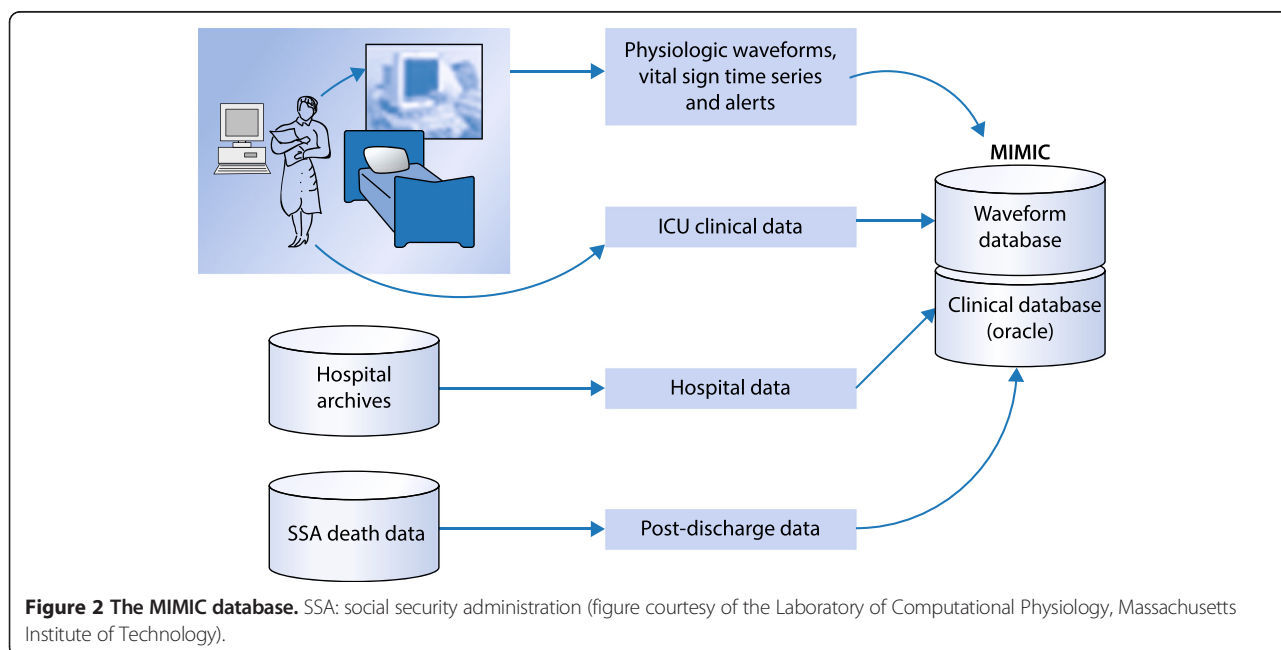 Physiologic waveforms,
vital sign time series
and alerts
MIMIC
Waveform
database
ICU clinical data
Clinical database
(oracle)
Hospital
archives
Hospital data
SSA death data
Post-discharge data
Figure 2 The MIMIC database. SSA: social security administration (figure courtesy of the Laboratory of Computational Physiology, Massachusetts
Institute of Technology).